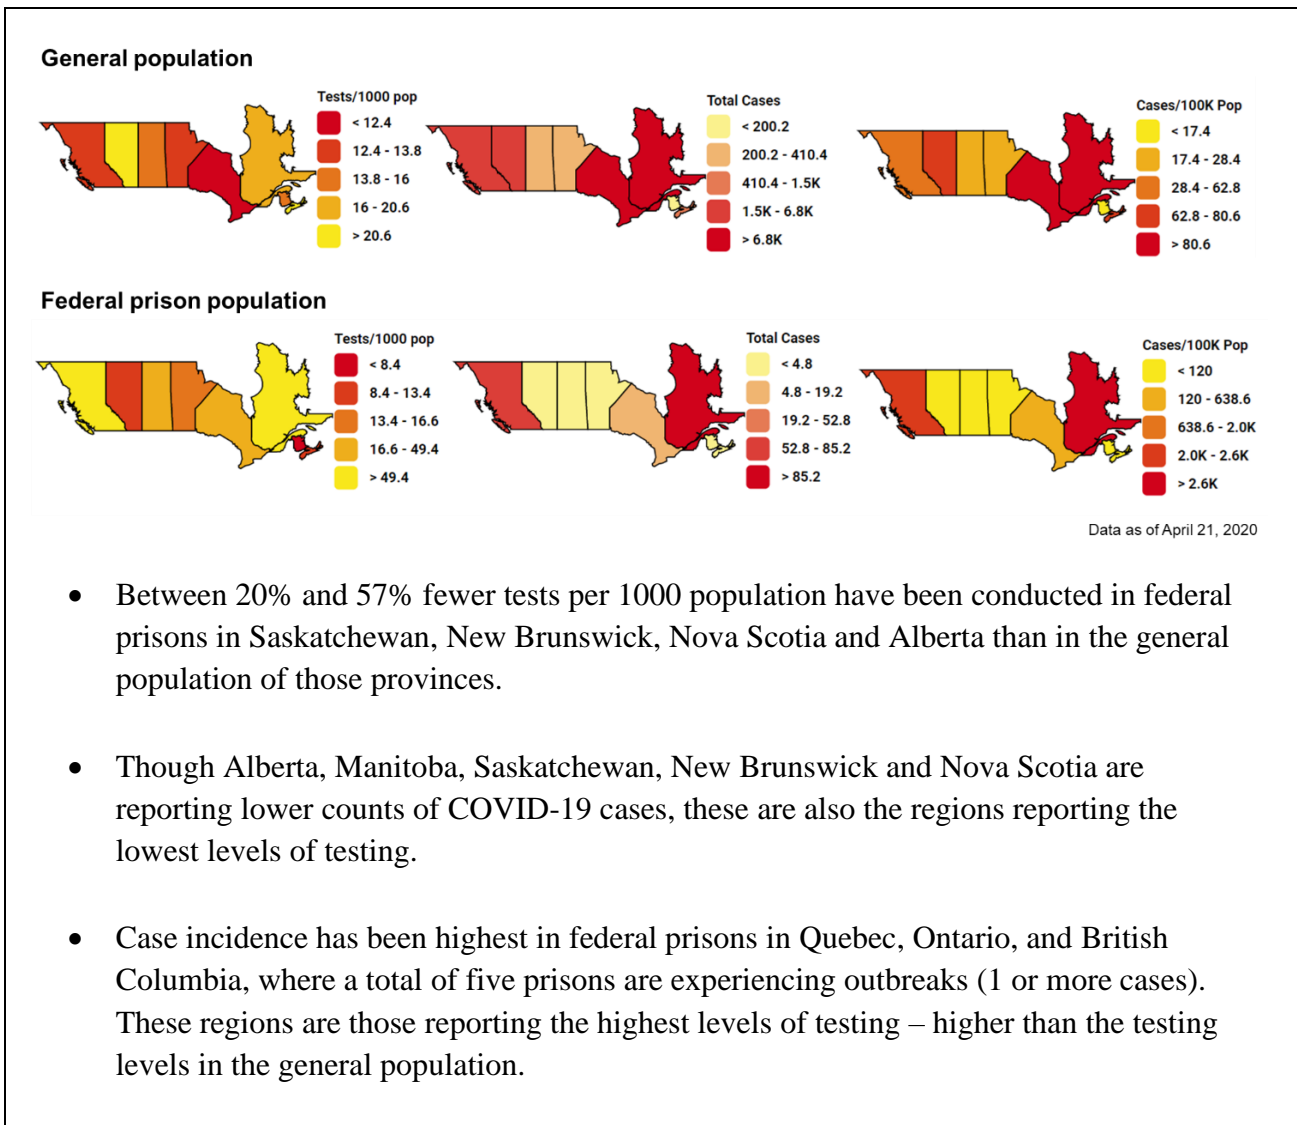 General population
Tests/1000 pop
< 12.4
12.4 - 13.8
13.8 - 16
16 - 20.6
> 20.6
Total Cases
< 200.2
200.2 - 410.4
410.4 - 1.5K
1.5K - 6.8K
> 6.8K
Cases/100K Pop
< 17.4
17.4 - 28.4
28.4 - 62.8
62.8 - 80.6
> 80.6
Federal prison population
Tests/1000 pop
< 8.4
8.4 - 13.4
13.4 - 16.6
16.6 - 49.4
> 49.4
Total Cases
< 4.8
4.8 - 19.2
19.2 - 52.8
52.8 - 85.2
> 85.2
Cases/100K Pop
< 120
120 - 638.6
638.6 - 2.0K
2.0K - 2.6K
> 2.6K
Data as of April 21, 2020
• Between 20% and 57% fewer tests per 1000 population have been conducted in federal
prisons in Saskatchewan, New Brunswick, Nova Scotia and Alberta than in the general
population of those provinces.
• Though Alberta, Manitoba, Saskatchewan, New Brunswick and Nova Scotia are
reporting lower counts of COVID-19 cases, these are also the regions reporting the
lowest levels of testing.
• Case incidence has been highest in federal prisons in Quebec, Ontario, and British
Columbia, where a total of five prisons are experiencing outbreaks (1 or more cases).
These regions are those reporting the highest levels of testing – higher than the testing
levels in the general population.